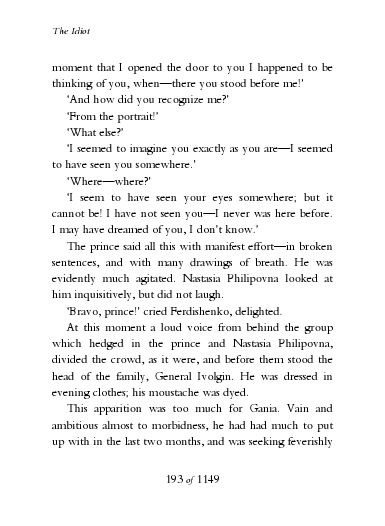 The Idiot
moment that I opened the door to you I happened to be
thinking of you, when—there you stood before me!'
'And how did you recognize me?'
'From the portrait!'
'What else?'
'I seemed to imagine you exactly as you are—I seemed
to have seen you somewhere.'
'Where—where?'
'I seem to have seen your eyes somewhere; but it
cannot be! I have not seen you—I never was here before.
I may have dreamed of you, I don't know.'
The prince said all this with manifest effort—in broken
sentences, and with many drawings of breath. He was
evidently much agitated. Nastasia Philipovna looked at
him inquisitively, but did not laugh.
'Bravo, prince!' cried Ferdishenko, delighted.
At this moment a loud voice from behind the group
which hedged in the prince and Nastasia Philipovna,
divided the crowd, as it were, and before them stood the
head of the family, General Ivolgin. He was dressed in
evening clothes; his moustache was dyed.
This apparition was too much for Gania. Vain and
ambitious almost to morbidness, he had had much to put
up with in the last two months, and was seeking feverishly
193 of 1149